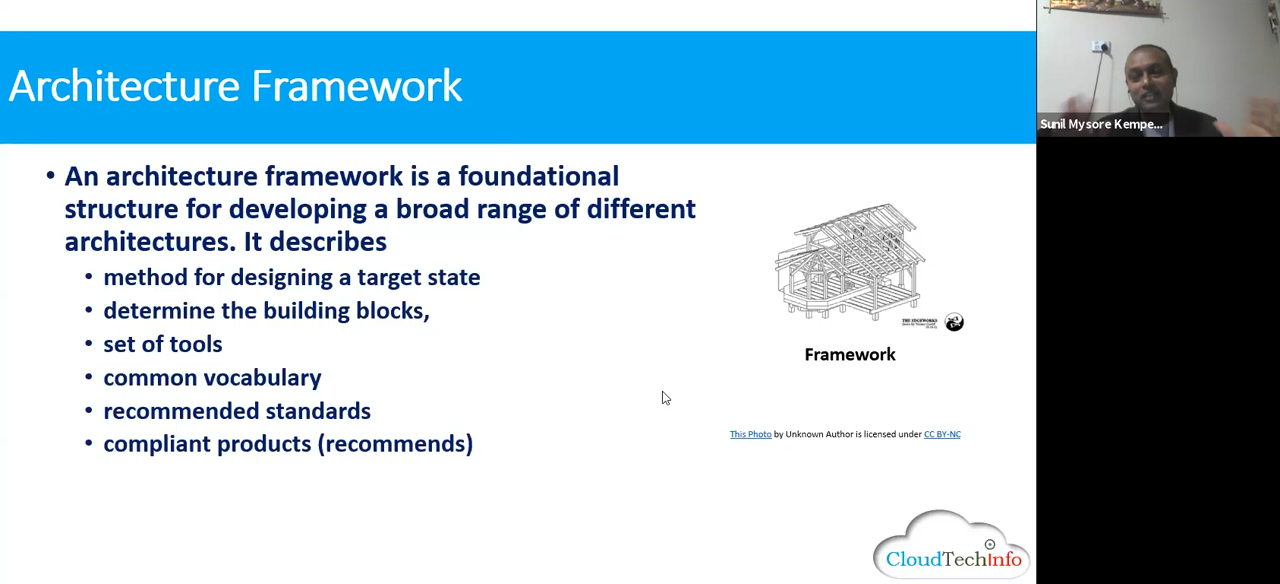 Architecture Framework
Sunil Mysore Kempe...
• An architecture framework is a foundational
structure for developing a broad range of different
architectures. It describes
• method for designing a target state
• determine the building blocks,
• set of tools
• common vocabulary
• recommended standards
• compliant products (recommends)
THE EDGEWORKS
Framework
This Photo by Unknown Author is licensed under CC BY-NC
CloudTechInfo